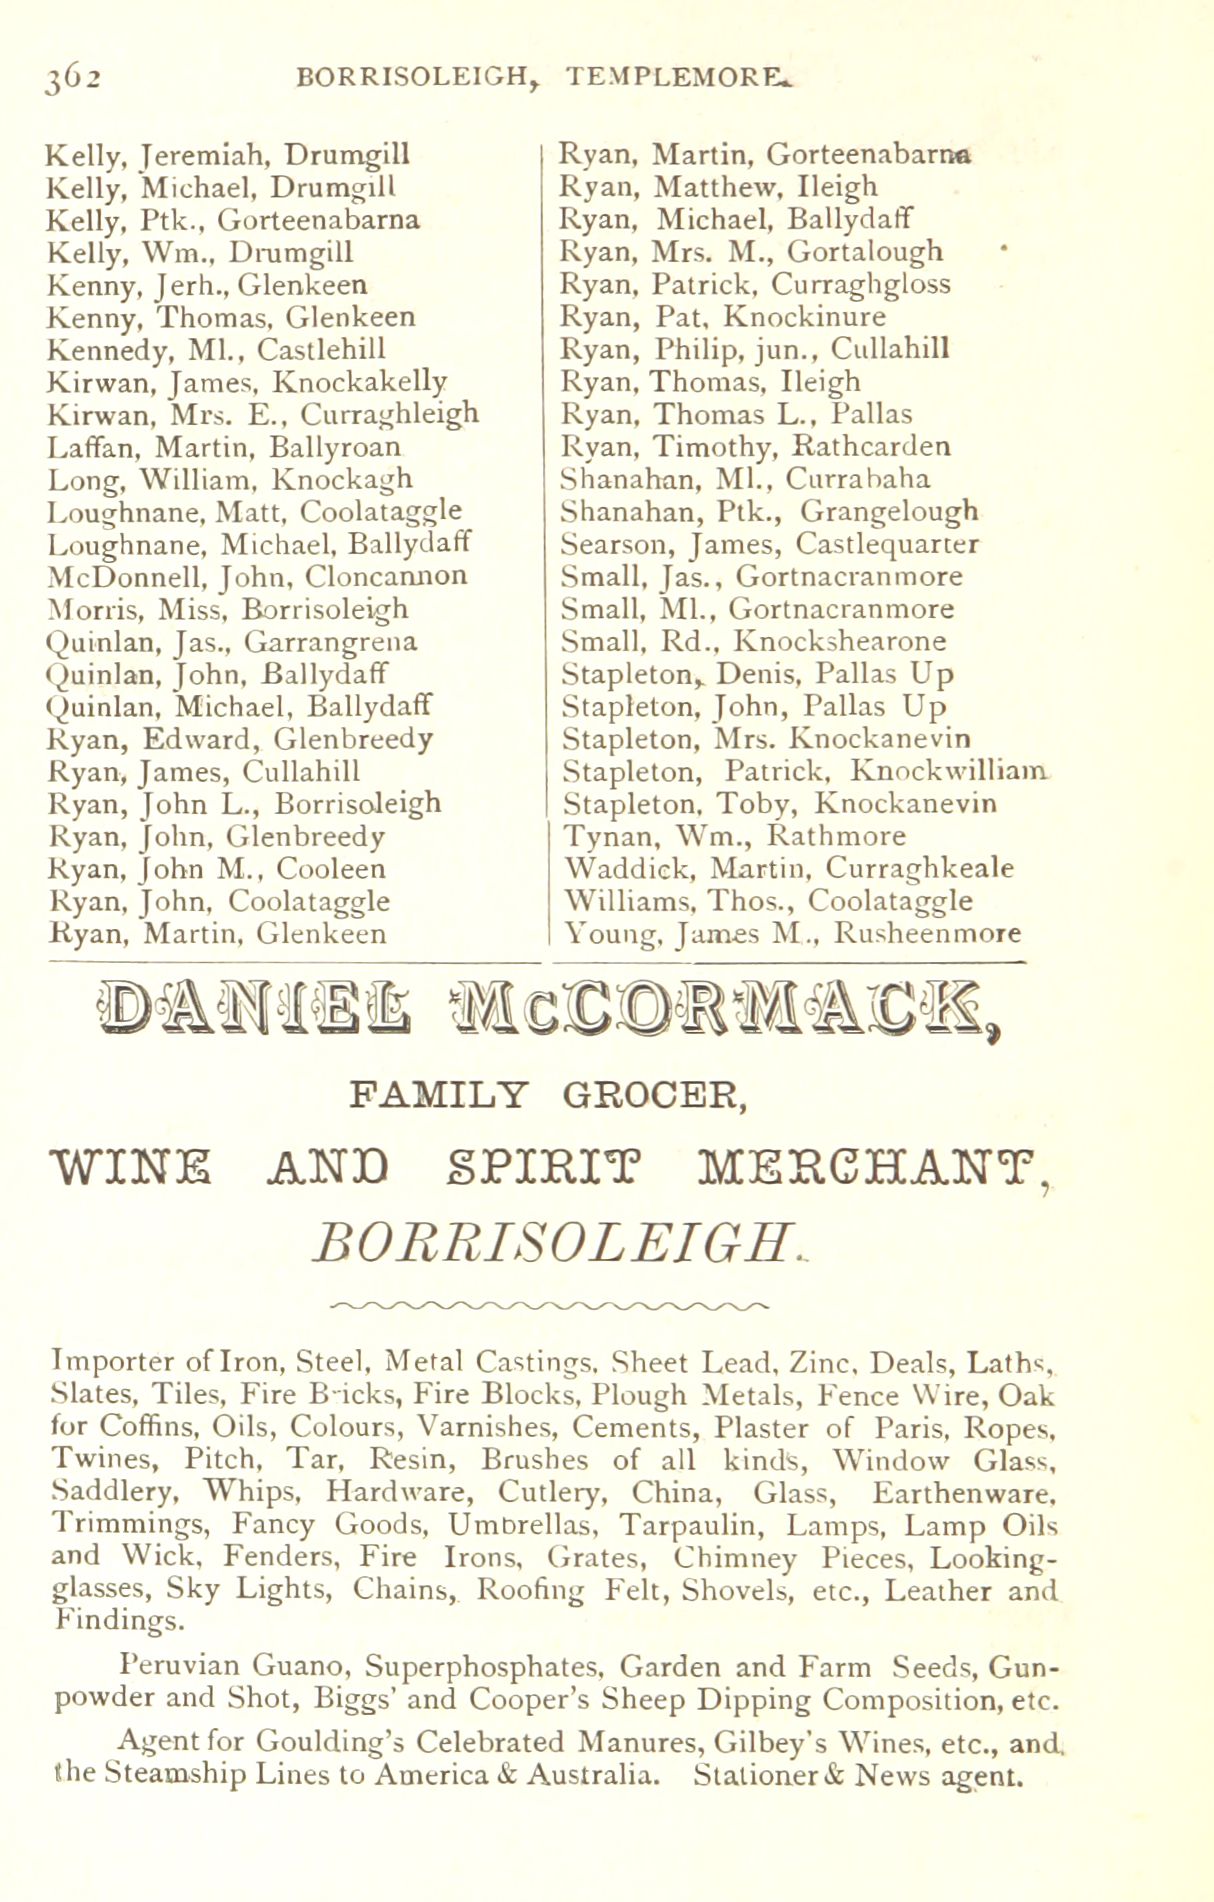 362 BORRISOLEIGH, TEMPLEMORE.
Kelly, Jeremiah, Drumgill
Kelly, Michael, Drumgill
Kelly, Ptk., Gorteenabarna
Kelly, Wm., Drumgill
Kenny, Jerh., Glenkeen
Kenny, Thomas, Glenkeen
Kennedy, Ml., Castlehill
Kirwan, James, Knockakelly
Kirwan, Mrs. E., Curraghleigh
Laffan, Martin, Ballyroan
Long, William, Knockagh
Loughnane, Matt, Coolataggle
Loughnane, Michael, Ballydaff
McDonnell, John, Cloncannon
Morris, Miss, Borrisoleigh
Quinlan, Jas., Garrangrena
Quinlan, John, Ballydaff
Quinlan, Michael, Ballydaff
Ryan, Edward, Glenbreedy
Ryan, James, Cullahill
Ryan, John L., Borrisoleigh
Ryan, John, Glenbreedy
Ryan, John M., Cooleen
Ryan, John, Coolataggle
Ryan, Martin, Glenkeen
Ryan, Martin, Gorteenabarna
Ryan, Matthew, Ileigh
Ryan, Michael, Ballydaff
Ryan, Mrs. M., Gortalough
Ryan, Patrick, Curraghgloss
Ryan, Pat, Knockinure
Ryan, Philip, jun., Cullahill
Ryan, Thomas, Ileigh
Ryan, Thomas L., Pallas
Ryan, Timothy, Rathcarden
Shanahan, Ml., Currabaha
Shanahan, Ptk., Grangelough
Searson, James, Castlequarter
Small, Jas., Gortnacranmore
Small, Ml., Gortnacranmore
Small, Rd., Knockshearone
Stapleton, Denis, Pallas Up
Stapleton, John, Pallas Up
Stapleton, Mrs. Knockanevin
Stapleton, Patrick, Knockwilliam
Stapleton, Toby, Knockanevin
Tynan, Wm., Rathmore
Waddick, Martin, Curraghkeale
Williams, Thos., Coolataggle
Young, James M., Rusheenmore
DANIEL McCORMACK,
FAMILY GROCER,
WINE AND SPIRIT MERCHANT,
BORRISOLEIGH.
Importer of Iron, Steel, Metal Castings, Sheet Lead, Zinc, Deals, Laths,
Slates, Tiles, Fire Bricks, Fire Blocks, Plough Metals, Fence Wire, Oak
for Coffins, Oils, Colours, Varnishes, Cements, Plaster of Paris, Ropes,
Twines, Pitch, Tar, Resin, Brushes of all kinds, Window Glass,
Saddlery, Whips, Hardware, Cutlery, China, Glass, Earthenware,
Trimmings, Fancy Goods, Umbrellas, Tarpaulin, Lamps, Lamp Oils
and Wick, Fenders, Fire Irons, Grates, Chimney Pieces, Looking-
glasses, Sky Lights, Chains, Roofing Felt, Shovels, etc., Leather and
Findings.
Peruvian Guano, Superphosphates, Garden and Farm Seeds, Gun-
powder and Shot, Biggs' and Cooper's Sheep Dipping Composition, etc.
Agent for Goulding's Celebrated Manures, Gilbey's Wines, etc., and
the Steamship Lines to America & Australia. Stationer & News agent.